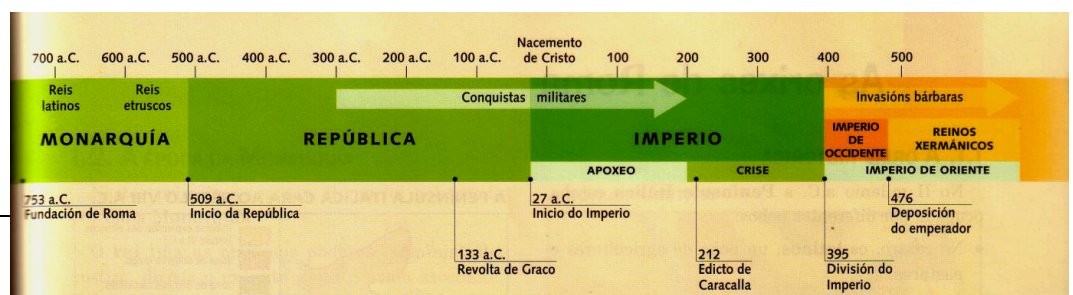 Nacemento
de Cristo
700 a.C. 600 a.C. 500 a.C. 400 a.C. 300 a.C. 200 a.C. 100 a.C. 100 200 300 400 500
Reis
latinos
Reis
etruscos
Conquistas militares
Invasións bárbaras
MONARQUÍA
REPÚBLICA
IMPERIO
IMPERIO
DE
OCCIDENTE
REINOS
XERMÁNICOS
APOXEO
CRISE
IMPERIO DE ORIENTE
753 a.C.
Fundación de Roma
509 a.C.
Inicio da República
27 a.C.
Inicio do Imperio
476
Deposición
do emperador
133 a.C.
Revolta de Graco
212
Edicto de
Caracalla
395
División do
Imperio